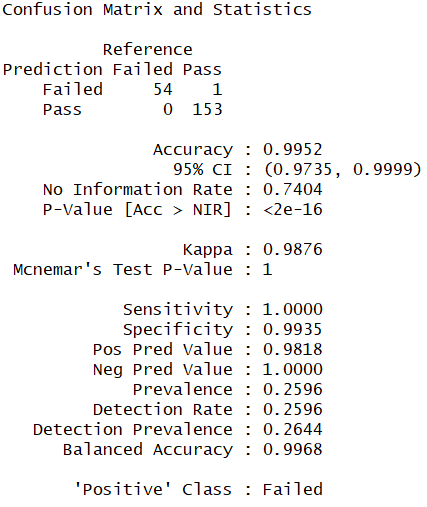 Confusion Matrix and Statistics
Reference
Prediction Failed Pass
Failed 54 1
Pass 0 153
Accuracy : 0.9952
95% CI : (0.9735, 0.9999)
No Information Rate : 0.7404
P-Value [Acc > NIR] : <2e-16
Kappa : 0.9876
Mcnemar's Test P-Value : 1
Sensitivity : 1.0000
Specificity : 0.9935
Pos Pred Value : 0.9818
Neg Pred Value : 1.0000
Prevalence : 0.2596
Detection Rate : 0.2596
Detection Prevalence : 0.2644
Balanced Accuracy : 0.9968
'Positive' Class : Failed